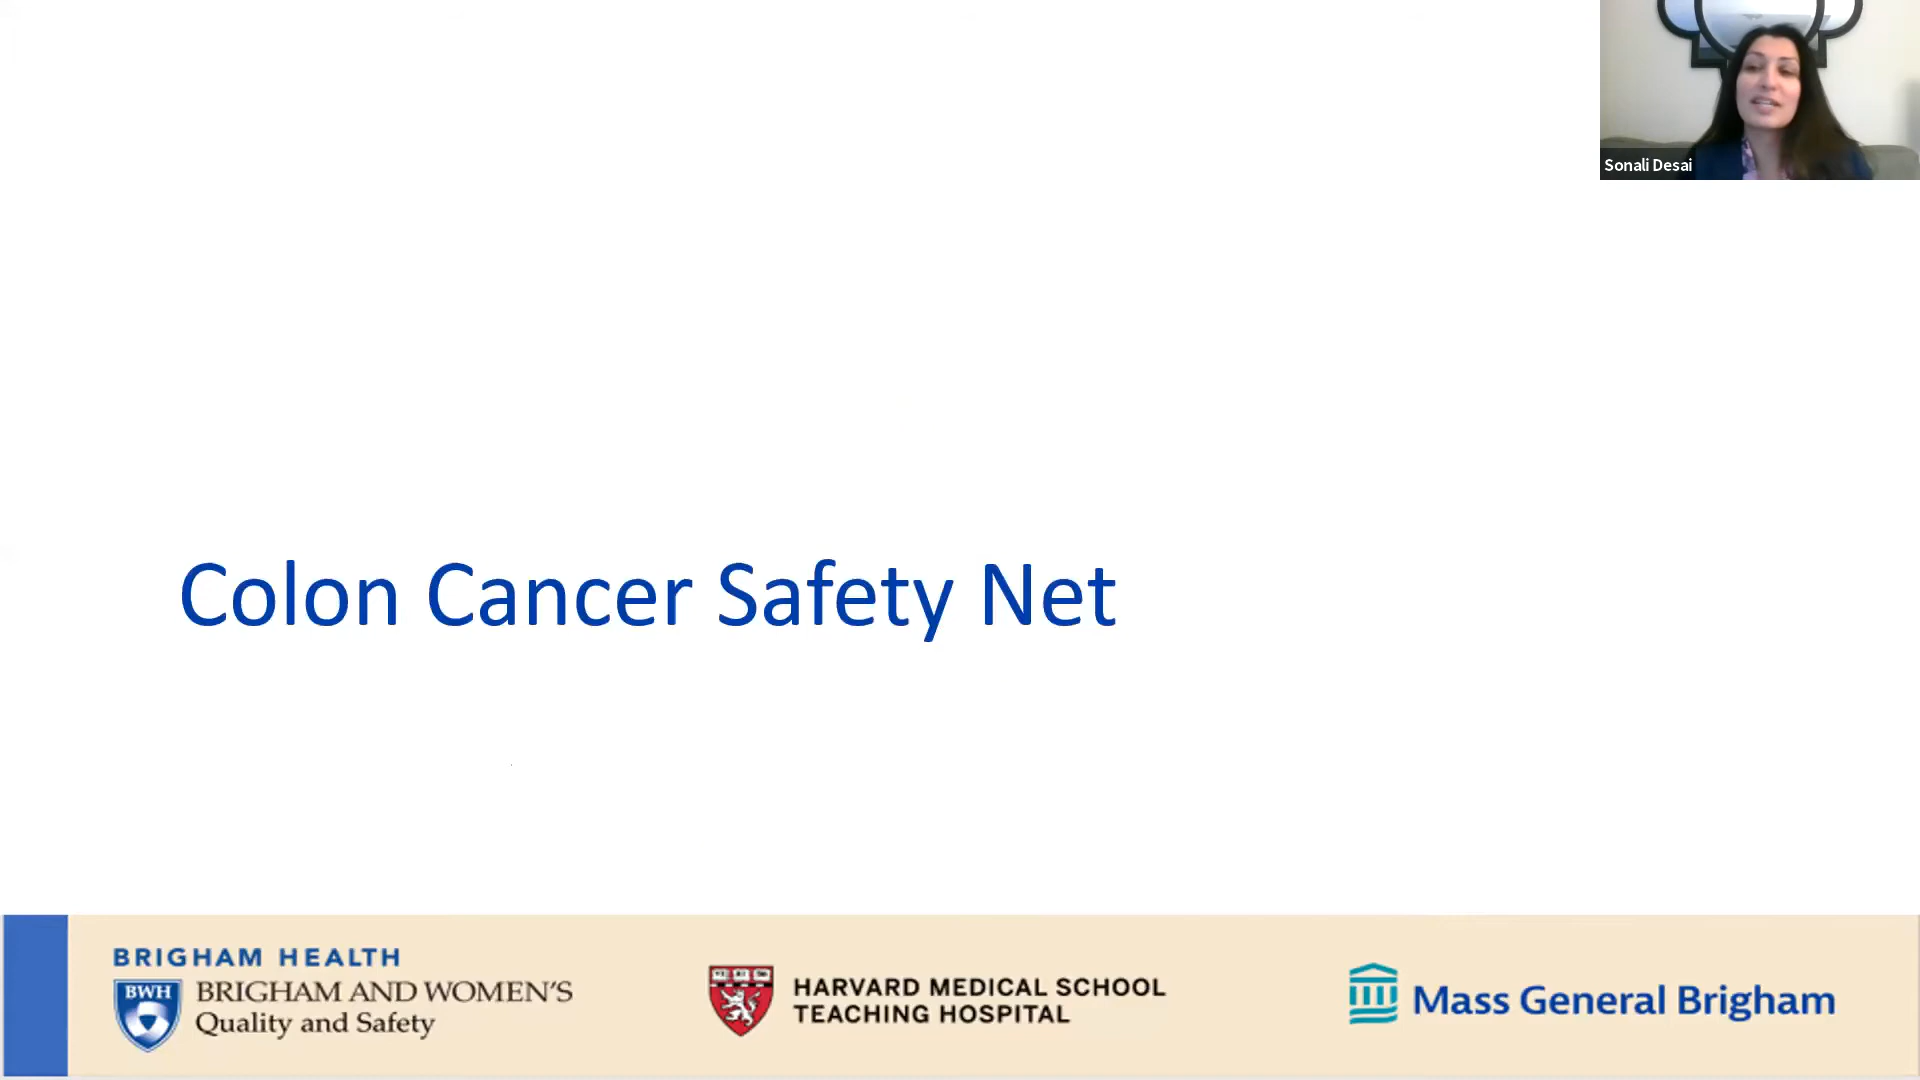 Sonali Desai
Colon Cancer Safety Net
BRIGHAM HEALTH
BWH
BRIGHAM AND WOMEN'S
Quality and Safety
HARVARD MEDICAL SCHOOL
TEACHING HOSPITAL
Mass General Brigham